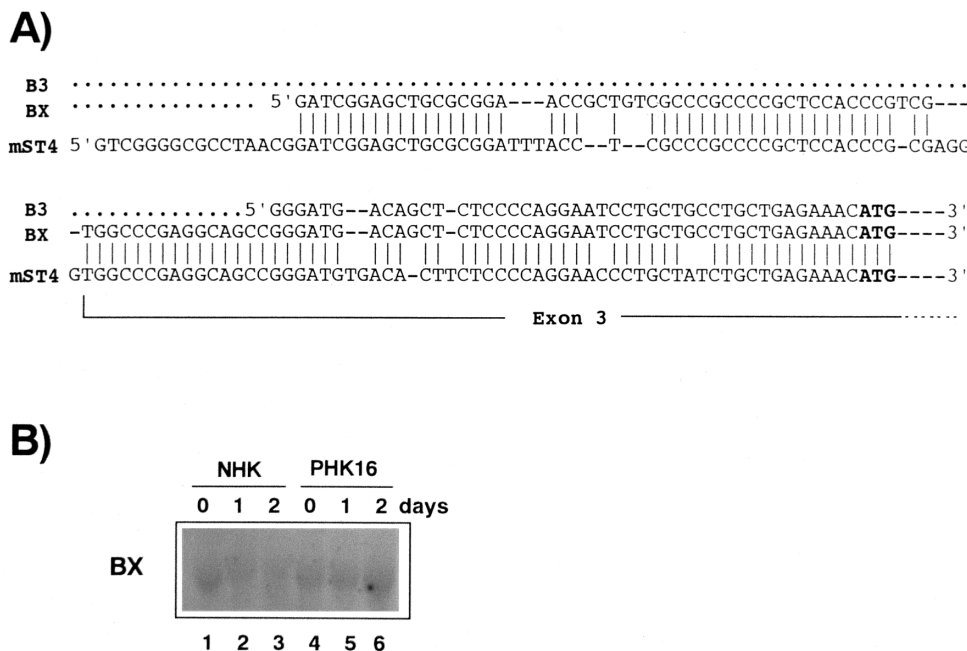 A)
B3 ........................................................................
BX ............... 5'GATCGGAGCTGCGCGGA---ACCGCTGTCGCCCGCCCCGCTCCACCCGTCG---
mST4 5'GTCGGGGCGCCTAACGGATCGGAGCTGCGCGGATTTACC--T--CGCCCGCCCCGCTCCACCCG-CGAGG
B3 ..............5'GGGATG--ACAGCT-CTCCCCAGGAATCCTGCTGCCTGCTGAGAAACATG----3'
BX -TGGCCCGAGGCAGCCGGGATG--ACAGCT-CTCCCCAGGAATCCTGCTGCCTGCTGAGAAACATG----3'
mST4 GTGGCCCGAGGCAGCCGGGATGTGACA-CTTCTCCCCAGGAACCCTGCTATCTGCTGAGAAACATG----3'
Exon 3
B)
NHK PHK16
0 1 2 0 1 2 days
BX
1 2 3 4 5 6